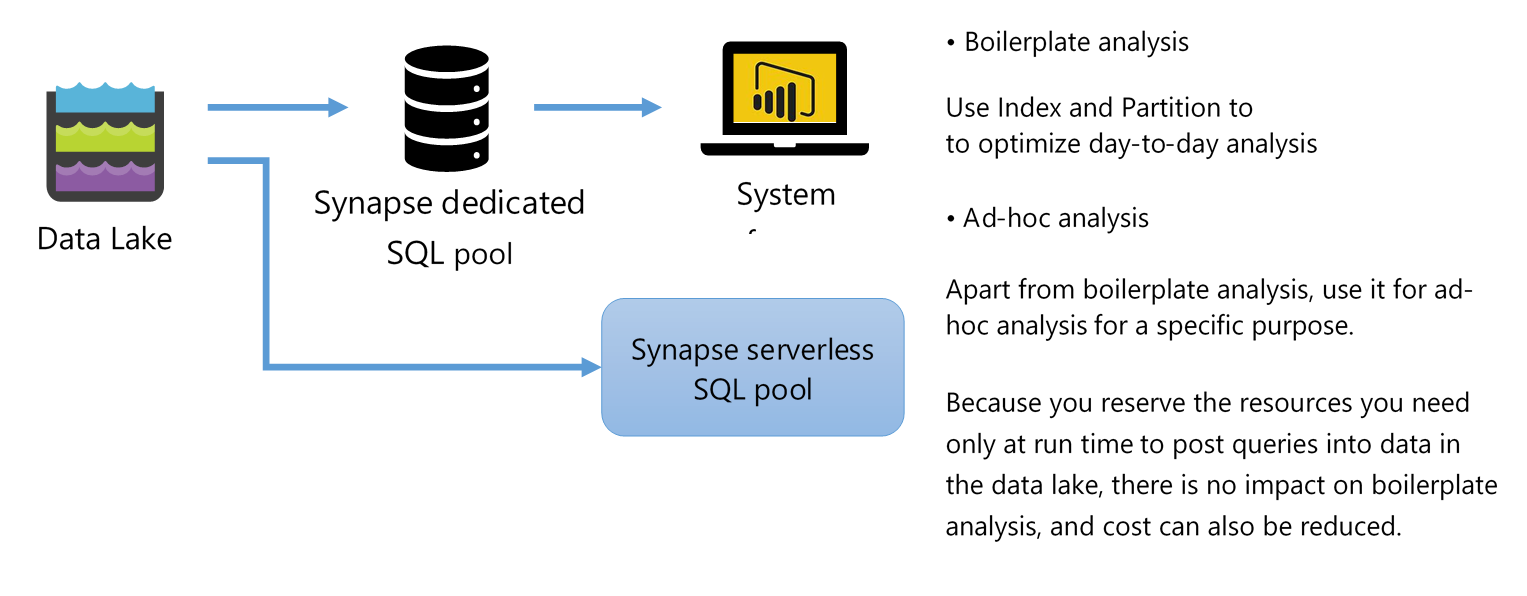 Data Lake
Synapse dedicated
SQL pool
System
Synapse serverless
SQL pool
• Boilerplate analysis
Use Index and Partition to
to optimize day-to-day analysis
• Ad-hoc analysis
Apart from boilerplate analysis, use it for ad-
hoc analysis for a specific purpose.
Because you reserve the resources you need
only at run time to post queries into data in
the data lake, there is no impact on boilerplate
analysis, and cost can also be reduced.